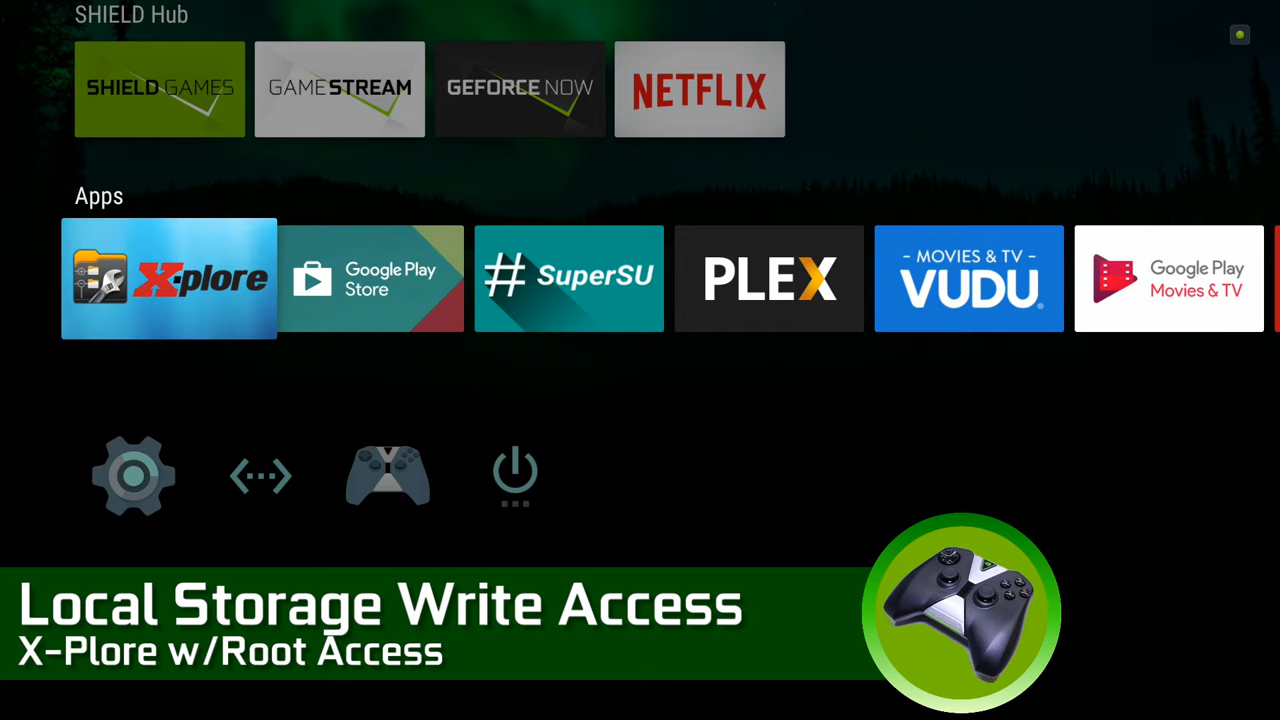 SHIELD Hub
SHIELD GAMES
GAMESTREAM
GEFORCE NOW
NETFLIX
Apps
X-plore
Google Play
Store
# SuperSU
PLEX
- MOVIES & TV -
VUDU®
Google Play
Movies & TV
Local Storage Write Access
X-Plore w/Root Access